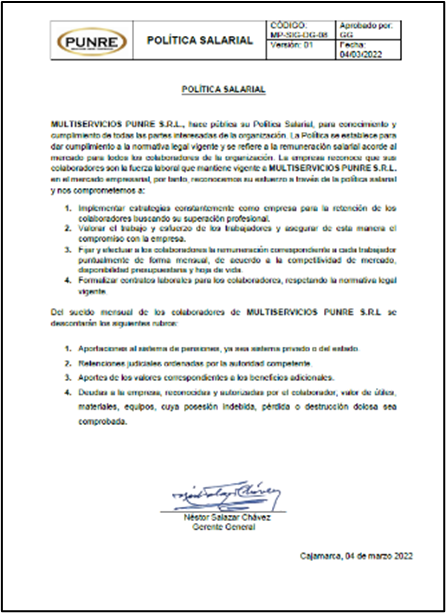 PUNRE
POLÍTICA SALARIAL
CÓDIGO:
MP-SIG-OG-08
Versión: 01
Aprobado por:
GG
Fecha:
04/03/2022
POLÍTICA SALARIAL
MULTISERVICIOS PUNRE S.R.L., hace pública su Política Salarial, para conocimiento y
cumplimiento de todas las partes interesadas de la organización. La Política se establece para
dar cumplimiento a la normativa legal vigente y se refiere a la remuneración salarial acorde al
mercado para todos los colaboradores de la organización. La empresa reconoce que sus
colaboradores son la fuerza laboral que mantiene vigente a MULTISERVICIOS PUNRE S.R.L.
en el mercado empresarial, por tanto, reconocemos su esfuerzo a través de la política salarial
y nos comprometemos a:
1. Implementar estrategias constantemente como empresa para la retención de los
colaboradores buscando su superación profesional.
2. Valorar el trabajo y esfuerzo de los trabajadores y asegurar de esta manera el
compromiso con la empresa.
3. Fijar y efectuar a los colaboradores la remuneración correspondiente a cada trabajador
puntualmente de forma mensual, de acuerdo a la competitividad de mercado,
disponibilidad presupuestaria y hoja de vida.
4. Formalizar contratos laborales para los colaboradores, respetando la normativa legal
vigente.
Del sueldo mensual de los colaboradores de MULTISERVICIOS PUNRE S.R.L se
descontarán los siguientes rubros:
1. Aportaciones al sistema de pensiones, ya sea sistema privado o del estado.
2. Retenciones judiciales ordenadas por la autoridad competente.
3. Aportes de los valores correspondientes a los beneficios adicionales.
4. Deudas a la empresa, reconocidas y autorizadas por el colaborador, valor de útiles,
materiales, equipos, cuya posesión indebida, pérdida o destrucción dolosa sea
comprobada.
Néstor Salazar Chávez
Gerente General
Cajamarca, 04 de marzo 2022